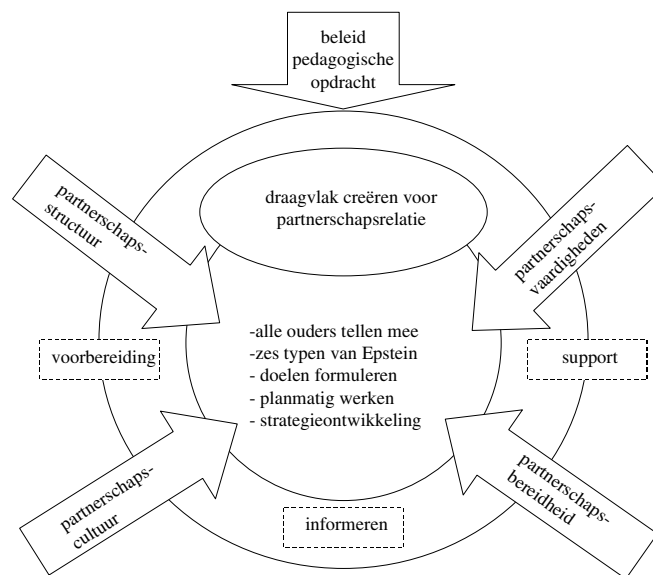 beleid
pedagogische
opdracht
draagvlak creëren voor
partnerschapsrelatie
partnerschaps-
structuur
partnerschaps-
vaardigheden
-alle ouders tellen mee
-zes typen van Epstein
- doelen formuleren
- planmatig werken
- strategieontwikkeling
voorbereiding
support
partnerschaps-
cultuur
informeren
partnerschaps-
bereidheid